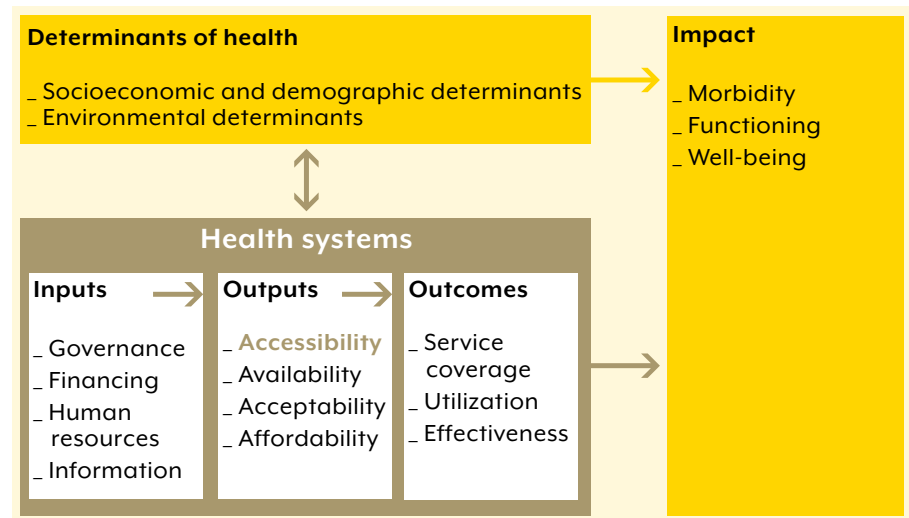 Determinants of health
_ Socioeconomic and demographic determinants
_ Environmental determinants
Impact
_ Morbidity
_ Functioning
_ Well-being
Health systems
Inputs
_ Governance
_ Financing
_ Human
resources
_ Information
Outputs
_ Accessibility
_ Availability
_ Acceptability
_ Affordability
Outcomes
_ Service
coverage
_ Utilization
_ Effectiveness